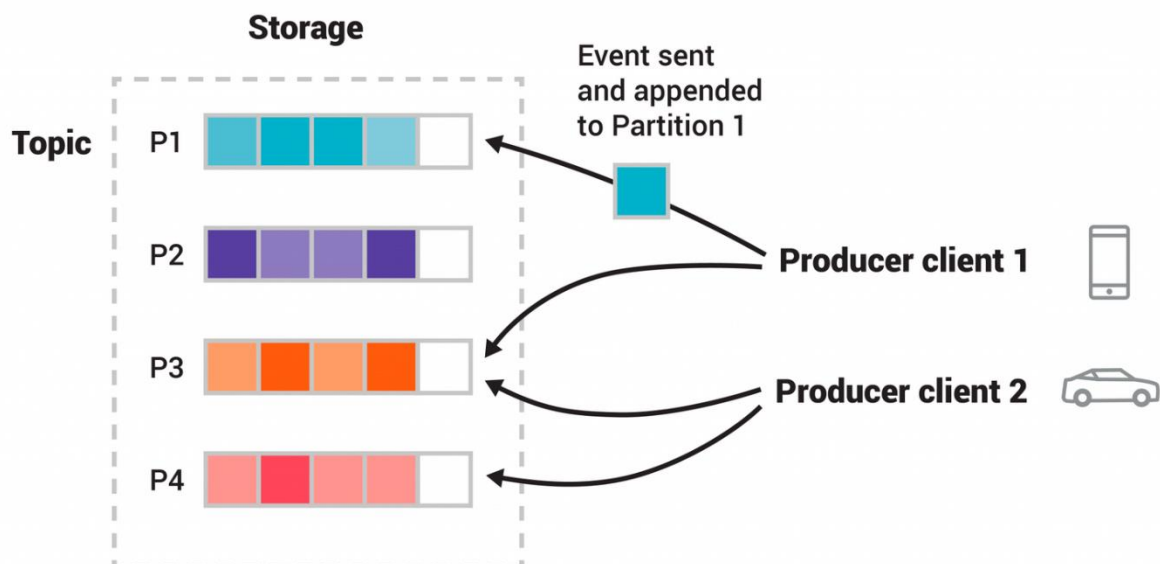 Storage
Event sent
and appended
to Partition 1
Topic
P1
P2
Producer client 1
P3
Producer client 2
P4